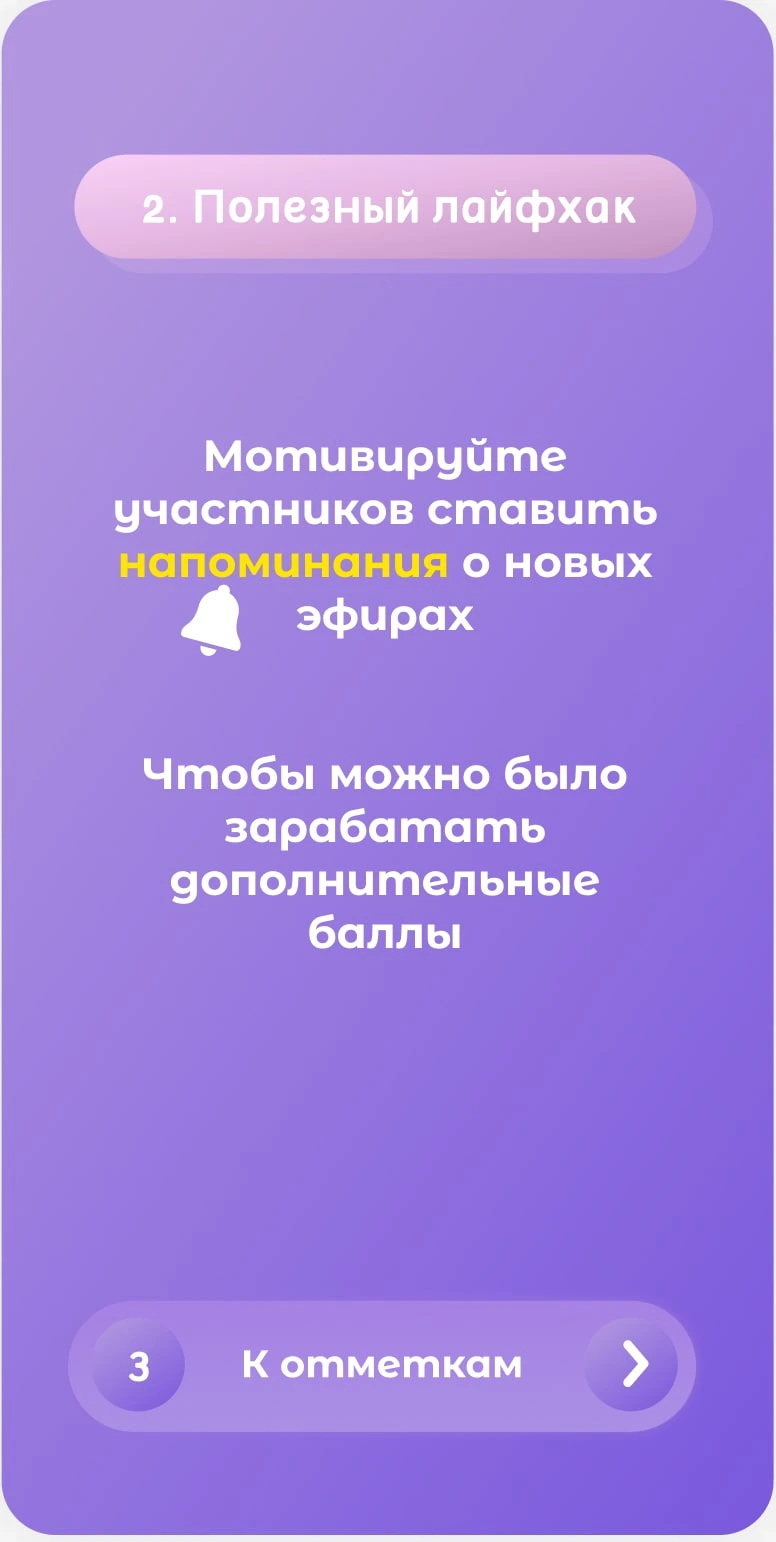 2. Полезный лайфхак
Мотивируйте
участников ставить
напоминания о новых
эфирах
Чтобы можно было
зарабатать
дополнительные
баллы
3 К отметкам